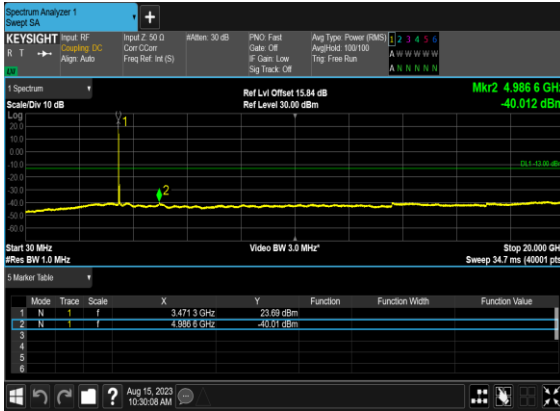 Spectrum Analyzer 1
Swept SA
+
KEYSIGHT Input: RF Input Z: 50 Ω #Atten: 30 dB PNO: Fast Avg Type: Power (RMS) 1 2 3 4 5 6
R T Coupling: DC Corr CCorr Gate: Off Avg|Hold: 100/100 A W W W W W
Align: Auto Freq Ref: Int (S) IF Gain: Low Trig: Free Run
Sig Track: Off A N N N N N
1 Spectrum
Ref Lvl Offset 15.84 dB Mkr2 4.986 6 GHz
Scale/Div 10 dB Ref Level 30.00 dBm -40.012 dBm
Log
20.0
10.0
0.00
-10.0
DL1 -13.00 dBm
-20.0
-30.0
-40.0
-50.0
-60.0
1
2
Start 30 MHz Video BW 3.0 MHz* Stop 20.000 GHz
#Res BW 1.0 MHz Sweep 34.7 ms (40001 pts)
5 Marker Table
Mode Trace Scale X Y Function Function Width Function Value
1 N 1 f 3.471 3 GHz 23.69 dBm
2 N 1 f 4.986 6 GHz -40.01 dBm
3
4
5
6
? Aug 15, 2023
10:30:08 AM